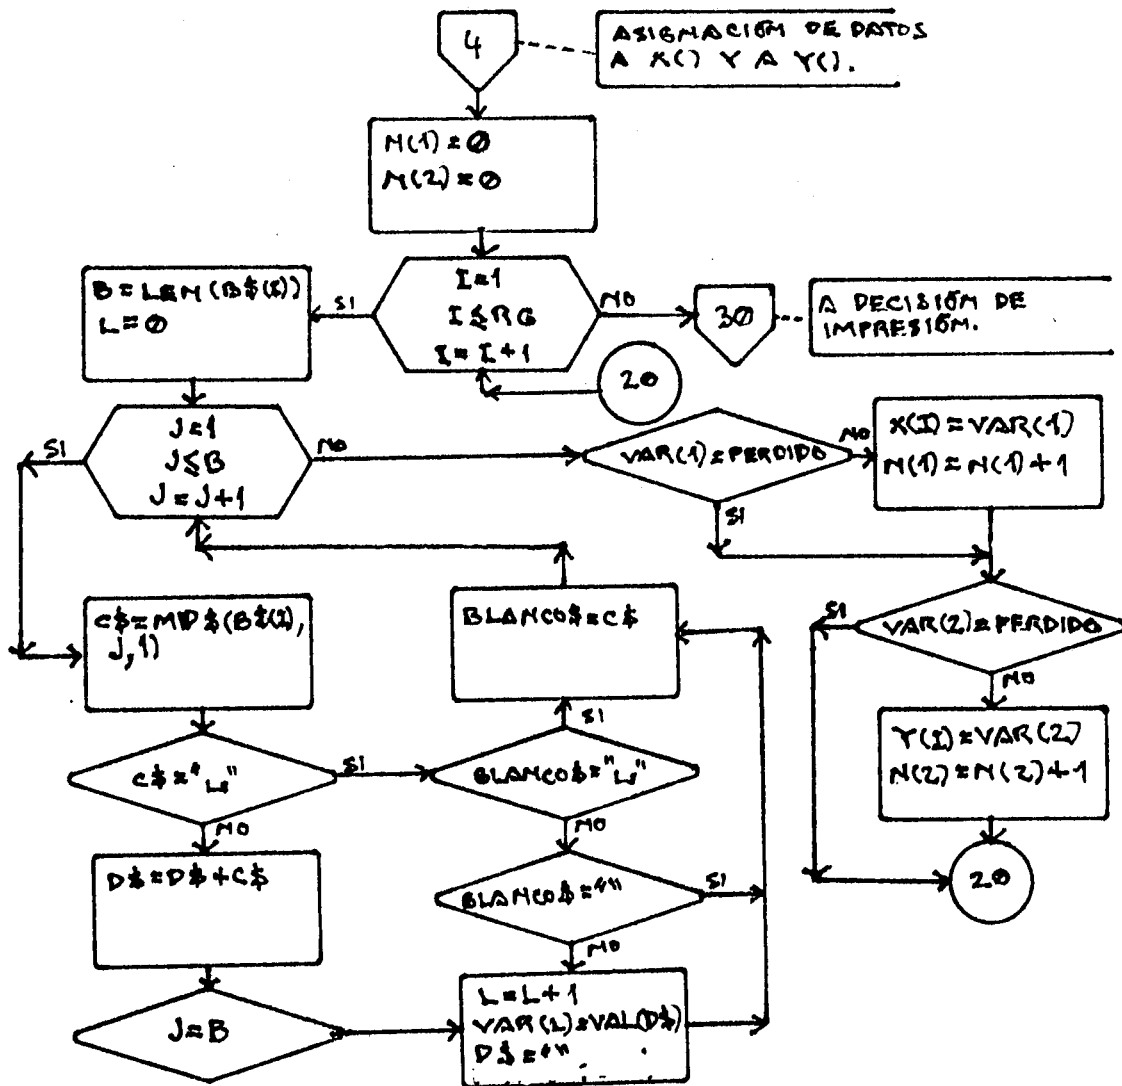 4
ASIGNACIÓN DE DATOS
A X() Y A Y().
N(1)=0
N(2)=0
I=1
I≤RG
I=I+1
SI
NO
B=LEN(B$(I))
L=0
30
A DECISIÓN DE
IMPRESIÓN.
20
J=1
J≤B
J=J+1
SI
NO
VAR(1)=PERDIDO
NO
SI
X(I)=VAR(1)
N(1)=N(1)+1
C$=MID$(B$(I),
J,1)
BLANCO$=C$
VAR(2)=PERDIDO
SI
NO
C$="␣"
SI
NO
BLANCO$="␣"
SI
NO
Y(I)=VAR(2)
N(2)=N(2)+1
D$=D$+C$
BLANCO$=""
SI
NO
20
J=B
L=L+1
VAR(L)=VAL(D$)
D$=""